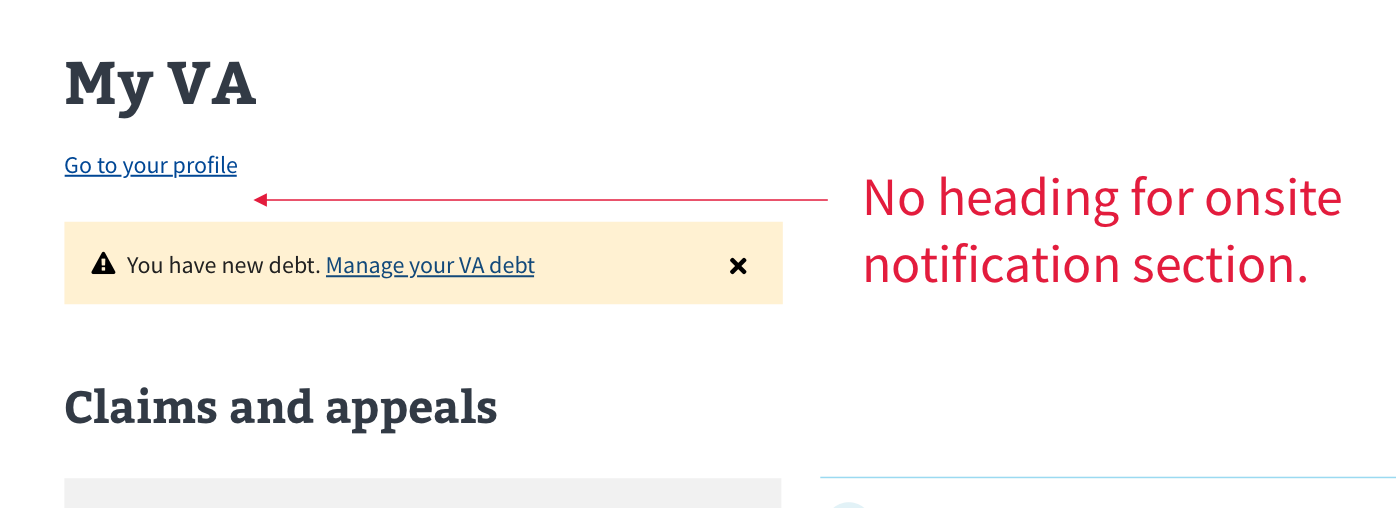 My VA
Go to your profile
No heading for onsite
notification section.
You have new debt. Manage your VA debt
Claims and appeals